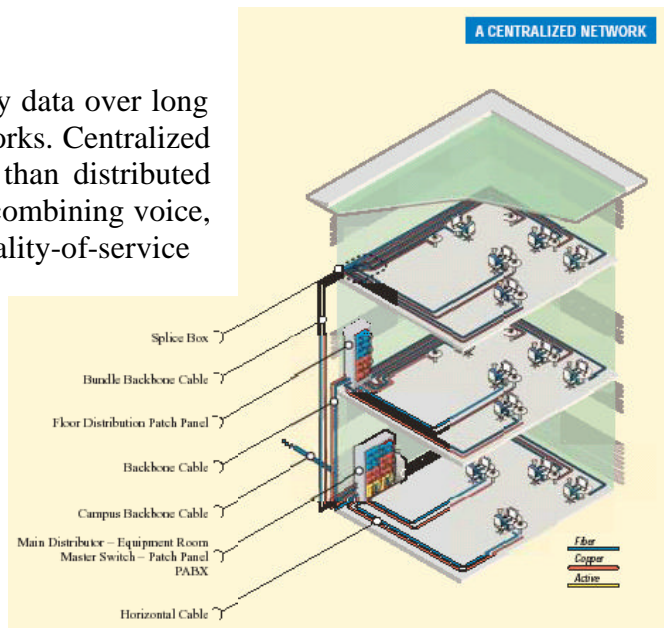 A CENTRALIZED NETWORK
y data over long
orks. Centralized
than distributed
combining voice,
ality-of-service
Splice Box
Bundle Backbone Cable
Floor Distribution Patch Panel
Backbone Cable
Campus Backbone Cable
Main Distributor – Equipment Room
Master Switch – Patch Panel
PABX
Horizontal Cable
Fiber
Copper
Active